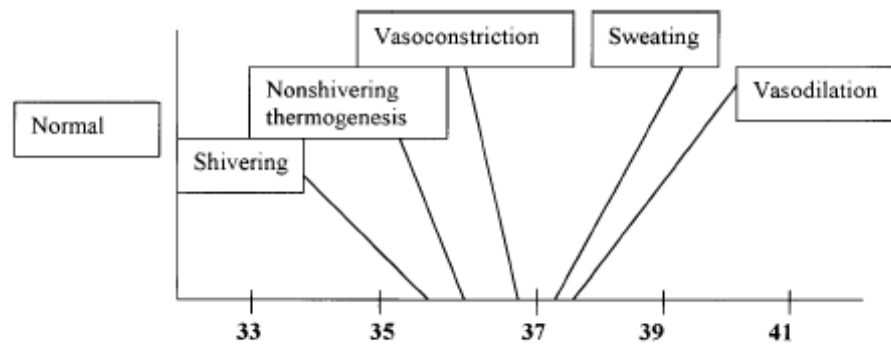 Vasoconstriction
Sweating
Nonshivering
thermogenesis
Vasodilation
Normal
Shivering
33
35
37
39
41